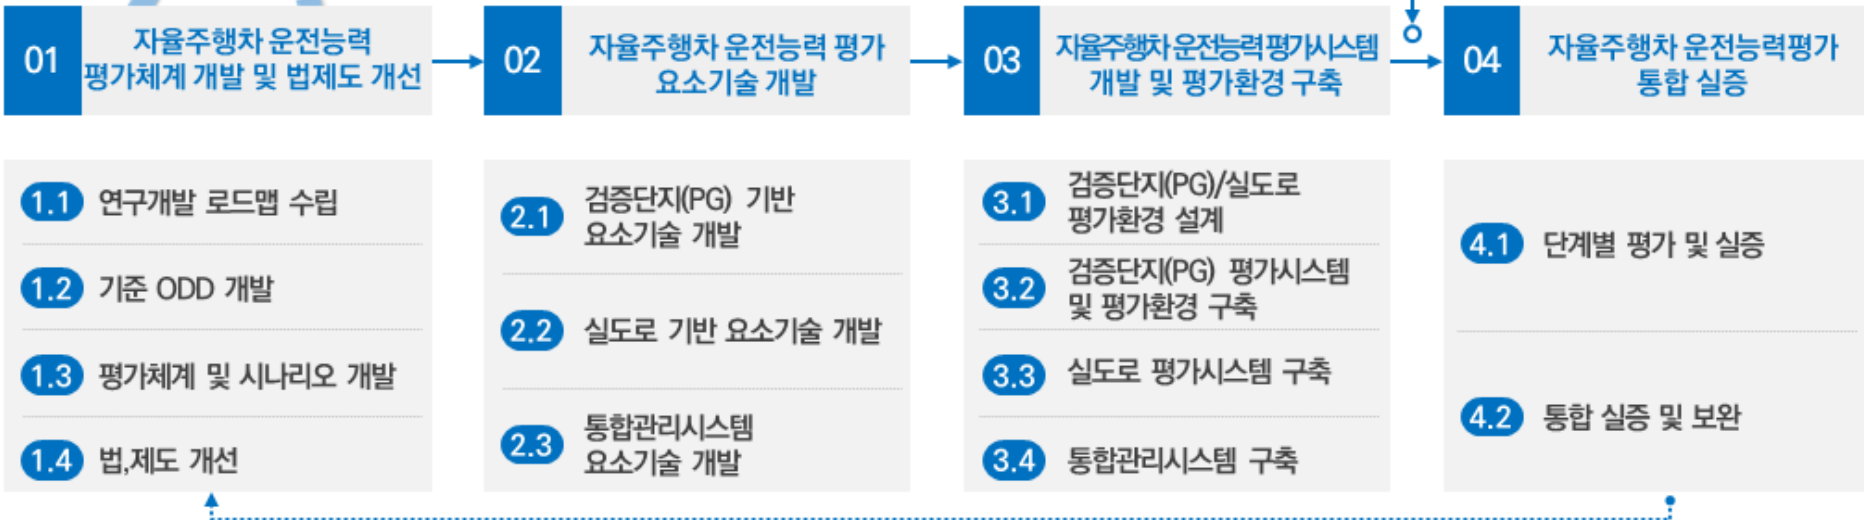 01
자율주행차 운전능력
평가체계 개발 및 법제도 개선
02
자율주행차 운전능력 평가
요소기술 개발
03
자율주행차 운전능력 평가시스템
개발 및 평가환경 구축
04
자율주행차 운전능력평가
통합 실증
1.1 연구개발 로드맵 수립
1.2 기준 ODD 개발
1.3 평가체계 및 시나리오 개발
1.4 법,제도 개선
2.1 검증단지(PG) 기반
요소기술 개발
2.2 실도로 기반 요소기술 개발
2.3 통합관리시스템
요소기술 개발
3.1 검증단지(PG)/실도로
평가환경 설계
3.2 검증단지(PG) 평가시스템
및 평가환경 구축
3.3 실도로 평가시스템 구축
3.4 통합관리시스템 구축
4.1 단계별 평가 및 실증
4.2 통합 실증 및 보완